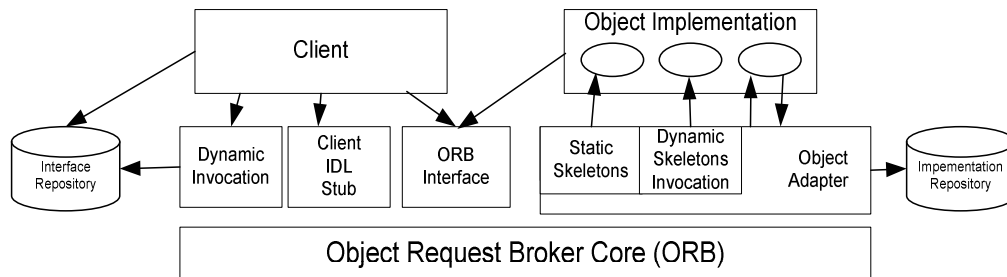 Client
Object Implementation
Interface
Repository
Dynamic
Invocation
Client
IDL
Stub
ORB
Interface
Static
Skeletons
Dynamic
Skeletons
Invocation
Object
Adapter
Implementation
Repository
Object Request Broker Core (ORB)